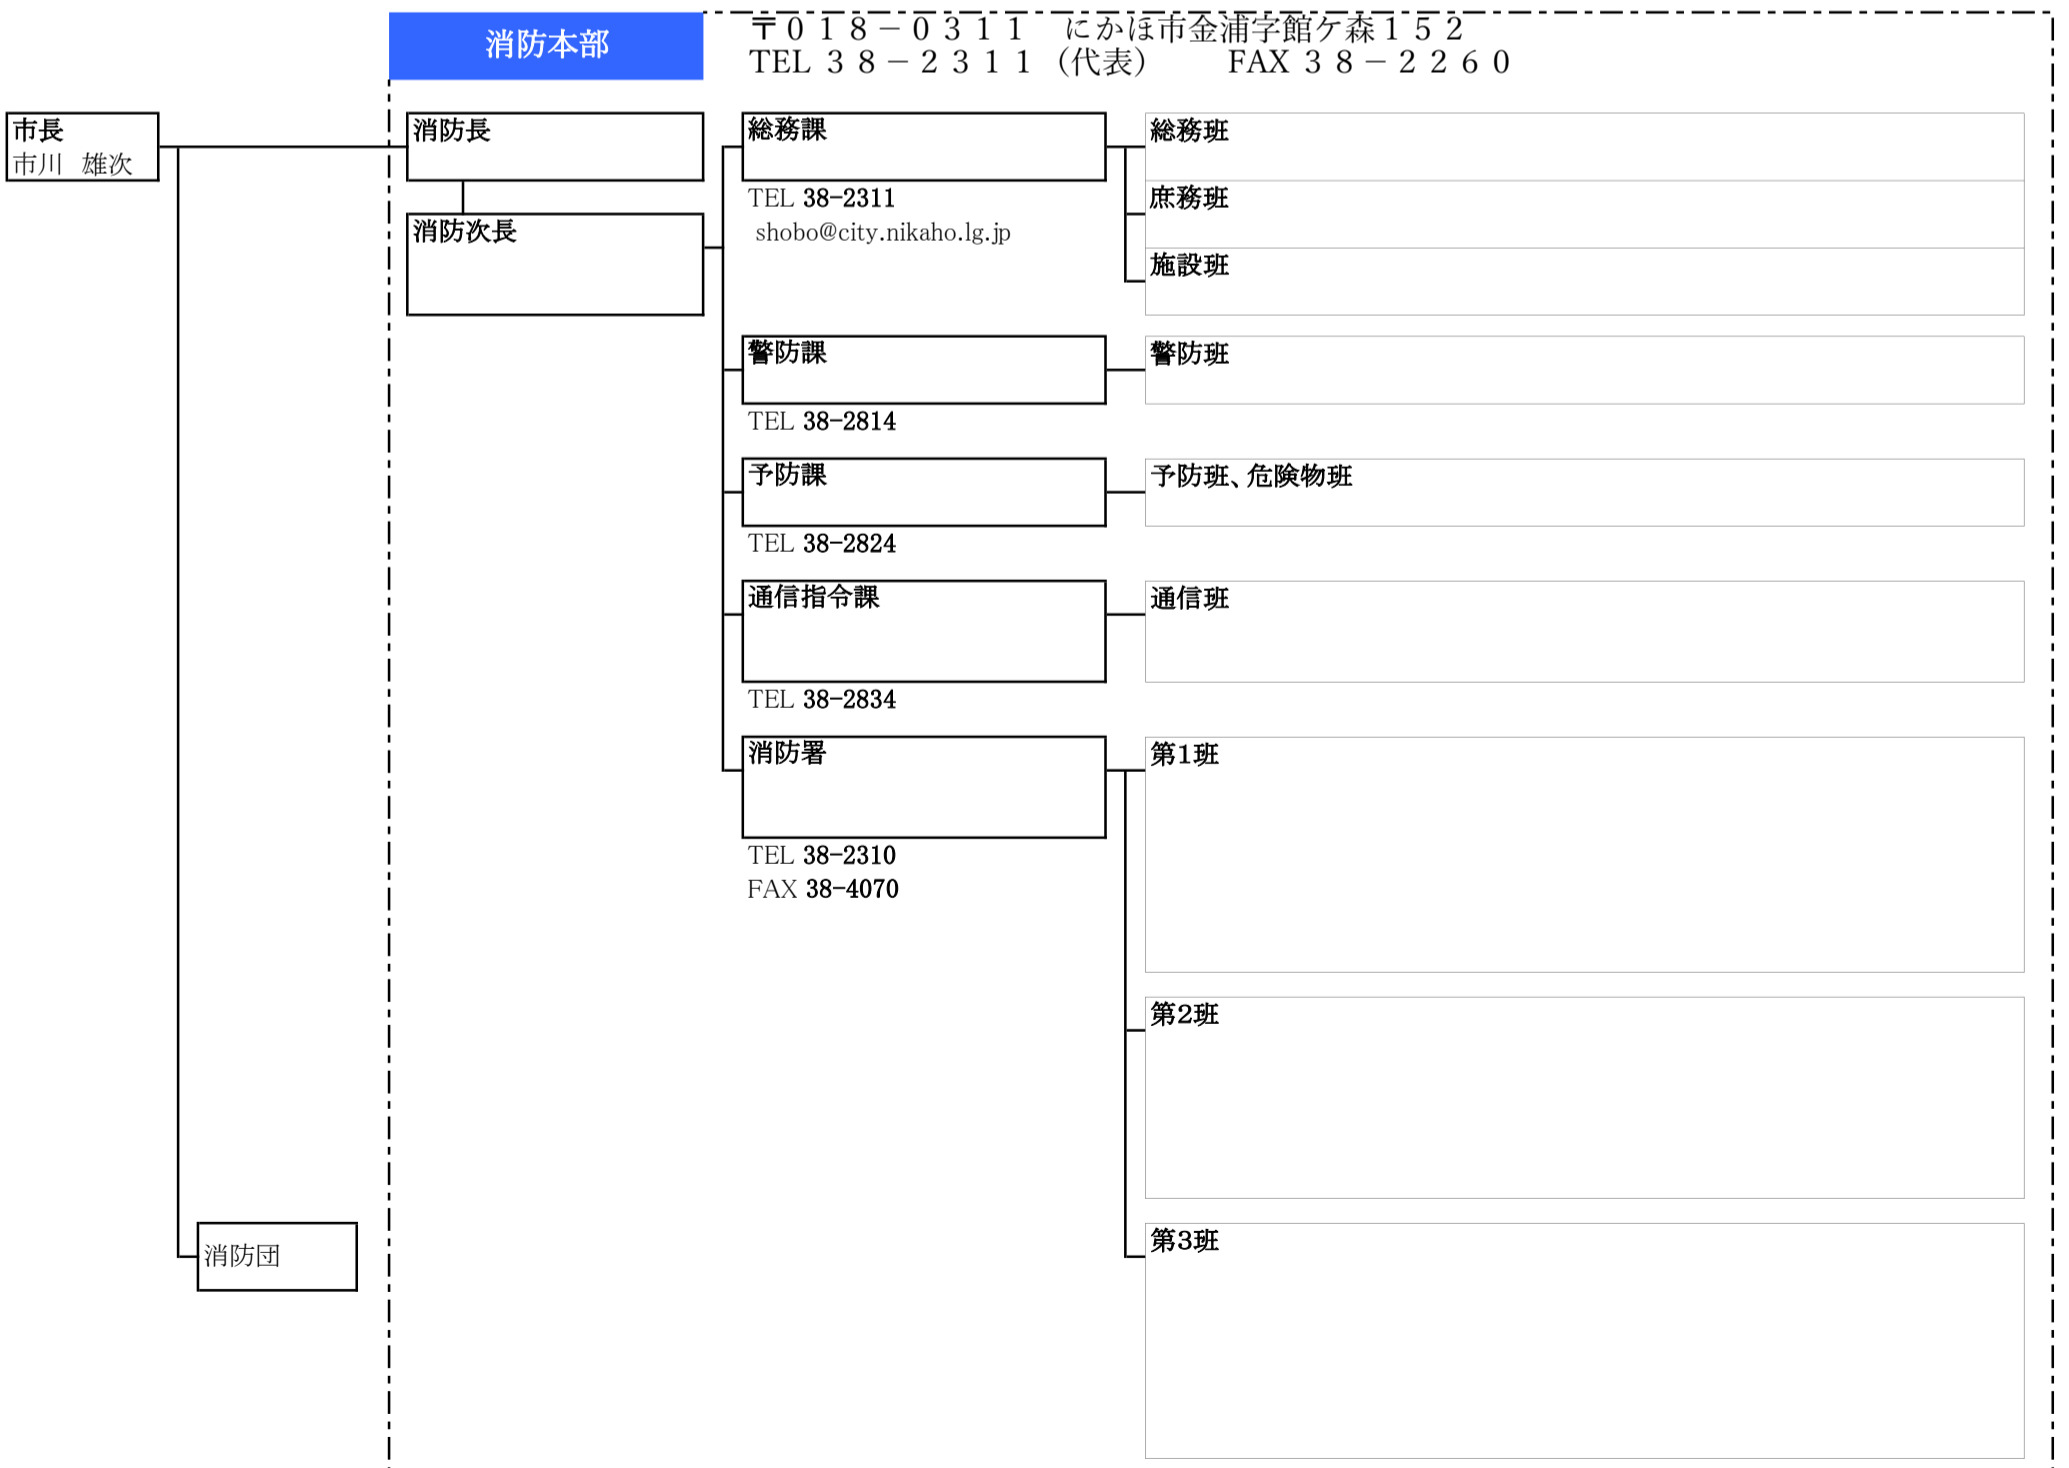 消防本部
〒０１８－０３１１　にかほ市金浦字館ケ森１５２
TEL ３８－２３１１（代表）　　FAX ３８－２２６０
市長
市川　雄次
消防長
消防次長
総務課
TEL 38-2311
shobo@city.nikaho.lg.jp
総務班
庶務班
施設班
警防課
TEL 38-2814
警防班
予防課
TEL 38-2824
予防班、危険物班
通信指令課
TEL 38-2834
通信班
消防署
TEL 38-2310
FAX 38-4070
第1班
第2班
第3班
消防団